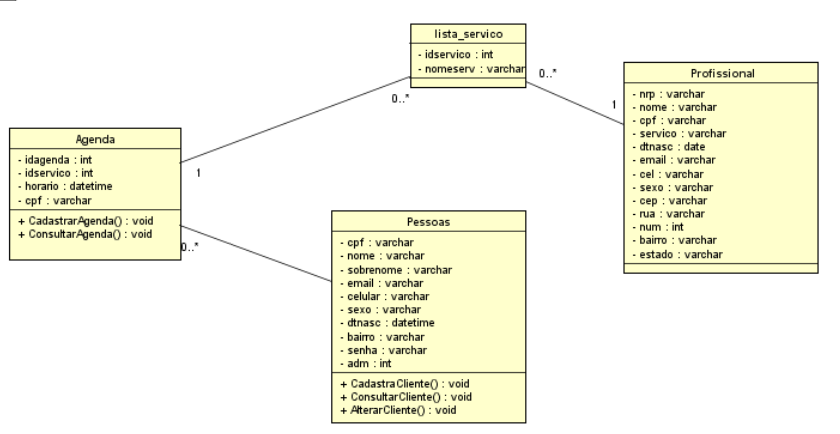 lista_servico
- idservico : int
- nomeserv : varchar
0..*
0..*
1
Profissional
- nrp : varchar
- nome : varchar
- cpf : varchar
- servico : varchar
- dtnasc : date
- email : varchar
- cel : varchar
- sexo : varchar
- cep : varchar
- rua : varchar
- num : int
- bairro : varchar
- estado : varchar
Agenda
- idagenda : int
- idservico : int
- horario : datetime
- cpf : varchar
+ CadastrarAgenda() : void
+ ConsultarAgenda() : void
1
0..*
Pessoas
- cpf : varchar
- nome : varchar
- sobrenome : varchar
- email : varchar
- celular : varchar
- sexo : varchar
- dtnasc : datetime
- bairro : varchar
- senha : varchar
- adm : int
+ CadastraCliente() : void
+ ConsultarCliente() : void
+ AlterarCliente() : void